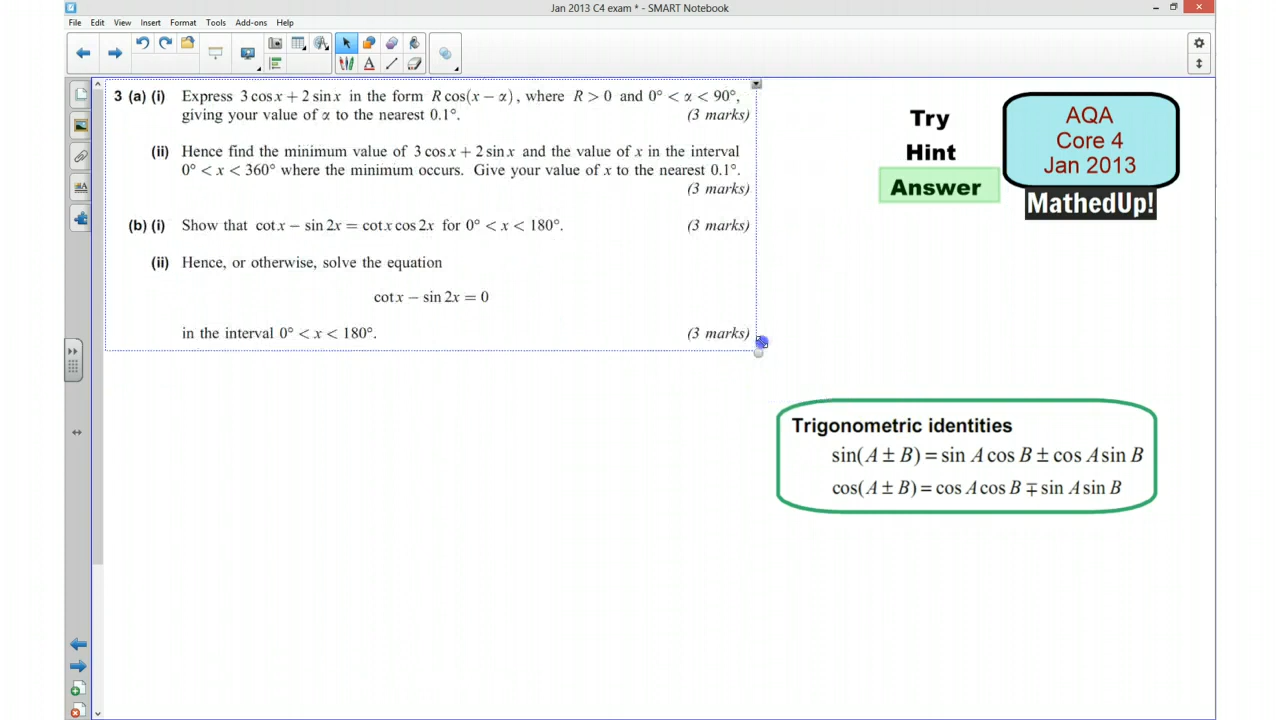 Jan 2013 C4 exam * - SMART Notebook
File Edit View Insert Format Tools Add-ons Help
3 (a) (i) Express 3 cos x + 2 sin x in the form R cos(x − α), where R > 0 and 0° < α < 90°,
giving your value of α to the nearest 0.1°. (3 marks)
(ii) Hence find the minimum value of 3 cos x + 2 sin x and the value of x in the interval
0° < x < 360° where the minimum occurs. Give your value of x to the nearest 0.1°.
(3 marks)
(b) (i) Show that cot x − sin 2x = cot x cos 2x for 0° < x < 180°. (3 marks)
(ii) Hence, or otherwise, solve the equation
cot x − sin 2x = 0
in the interval 0° < x < 180°. (3 marks)
Try
Hint
Answer
AQA
Core 4
Jan 2013
MathedUp!
Trigonometric identities
sin(A ± B) = sin A cos B ± cos A sin B
cos(A ± B) = cos A cos B ∓ sin A sin B